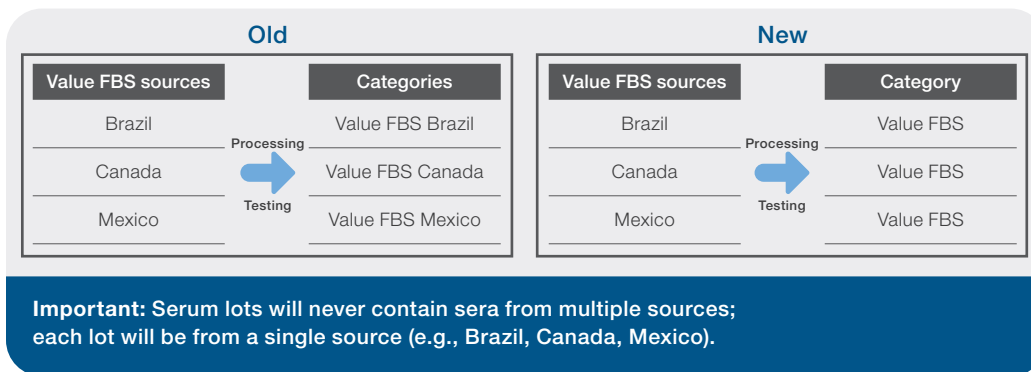 Old
Value FBS sources
Categories
Brazil
Value FBS Brazil
Processing
Canada
Value FBS Canada
Testing
Mexico
Value FBS Mexico
New
Value FBS sources
Category
Brazil
Value FBS
Processing
Canada
Value FBS
Testing
Mexico
Value FBS
Important: Serum lots will never contain sera from multiple sources;
each lot will be from a single source (e.g., Brazil, Canada, Mexico).